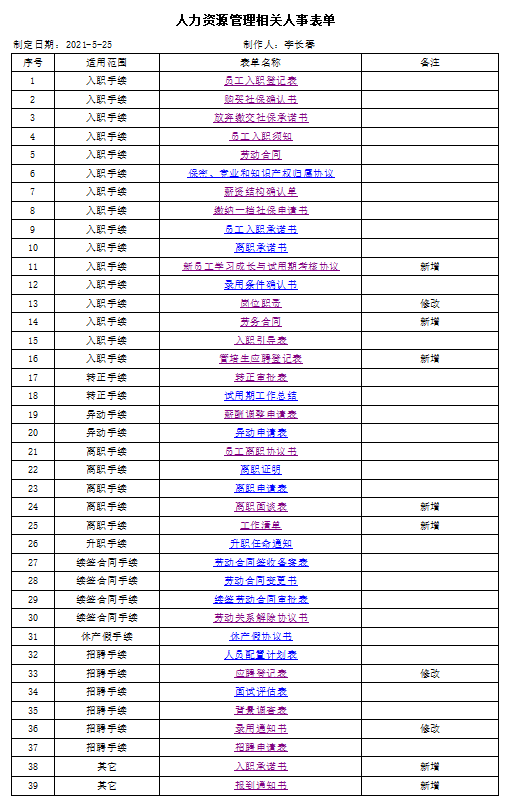 人力资源管理相关人事表单
制定日期：2021-5-25 制作人：李长春
序号 适用范围 表单名称 备注
1 入职手续 员工入职登记表
2 入职手续 购买社保确认书
3 入职手续 放弃缴交社保承诺书
4 入职手续 员工入职须知
5 入职手续 劳动合同
6 入职手续 保密、竞业和知识产权归属协议
7 入职手续 薪资结构确认单
8 入职手续 缴纳一档社保申请书
9 入职手续 员工入职承诺书
10 入职手续 离职承诺书
11 入职手续 新员工学习成长与试用期考核协议 新增
12 入职手续 录用条件确认书
13 入职手续 岗位职责 修改
14 入职手续 劳务合同 新增
15 入职手续 入职引导表
16 入职手续 管培生应聘登记表 新增
17 转正手续 转正审批表
18 转正手续 试用期工作总结
19 异动手续 薪酬调整申请表
20 异动手续 异动申请表
21 离职手续 员工离职协议书
22 离职手续 离职证明
23 离职手续 离职申请表
24 离职手续 离职面谈表 新增
25 离职手续 工作清单 新增
26 升职手续 升职任命通知
27 续签合同手续 劳动合同签收备案表
28 续签合同手续 劳动合同变更书
29 续签合同手续 续签劳动合同审批表
30 续签合同手续 劳动关系解除协议书
31 休产假手续 休产假协议书
32 招聘手续 人员配置计划表
33 招聘手续 应聘登记表 修改
34 招聘手续 面试评估表
35 招聘手续 背景调查表
36 招聘手续 录用通知书 修改
37 招聘手续 招聘申请表
38 其它 入职承诺书 新增
39 其它 报到通知书 新增